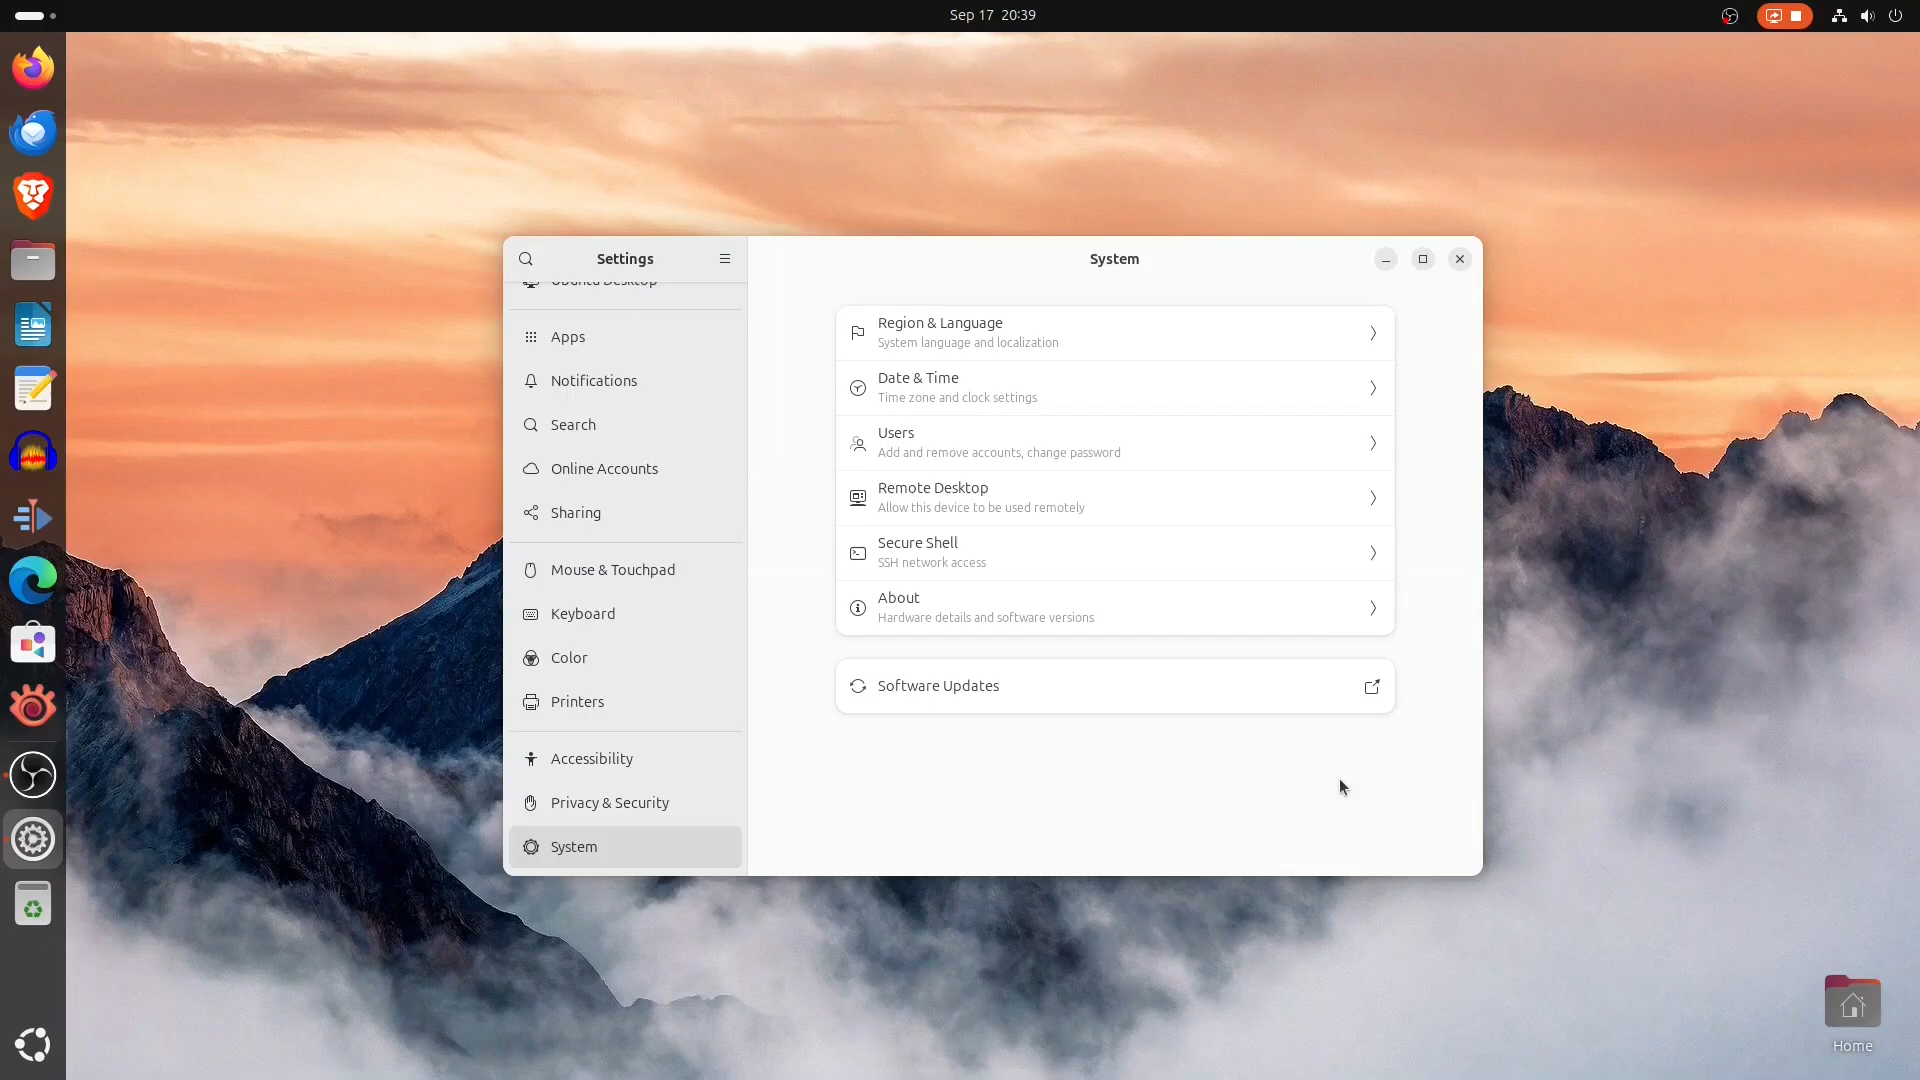 Sep 17 20:39
Settings
System
Ubuntu Desktop
Apps
Notifications
Search
Online Accounts
Sharing
Mouse & Touchpad
Keyboard
Color
Printers
Accessibility
Privacy & Security
System
Region & Language
System language and localization
Date & Time
Time zone and clock settings
Users
Add and remove accounts, change password
Remote Desktop
Allow this device to be used remotely
Secure Shell
SSH network access
About
Hardware details and software versions
Software Updates
Home